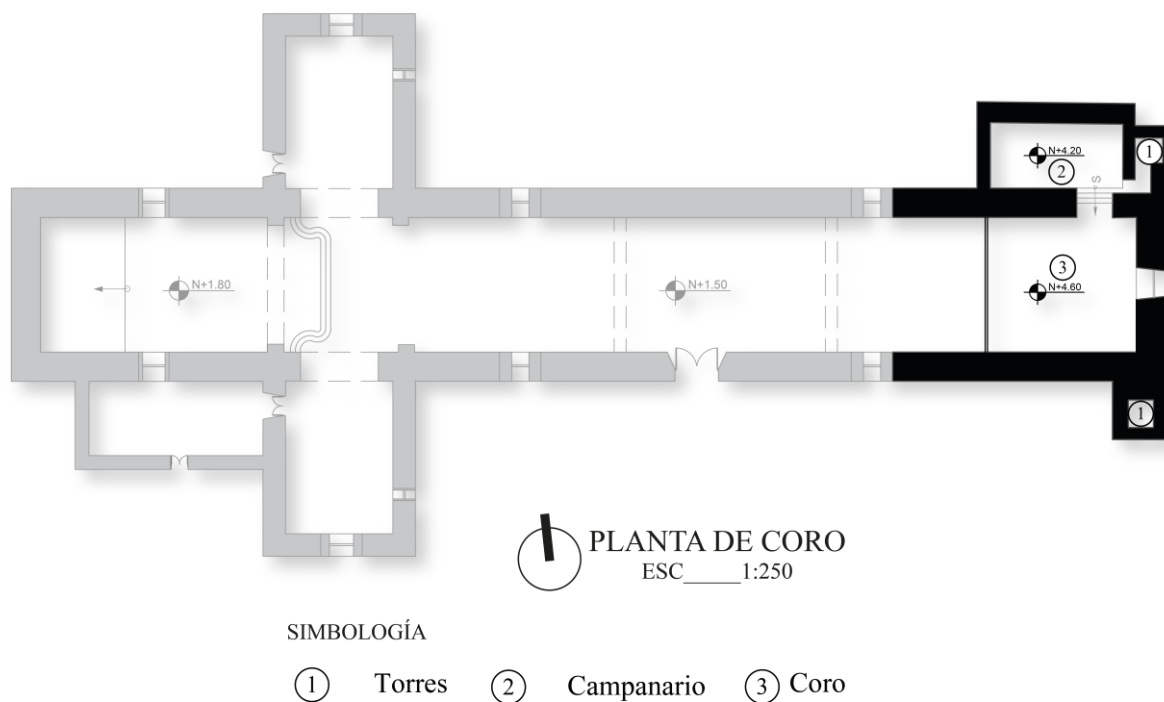 1
N+4.20
2
S
N+1.80
N+1.50
3
N+4.60
1
PLANTA DE CORO
ESC_____1:250
SIMBOLOGÍA
1 Torres 2 Campanario 3 Coro